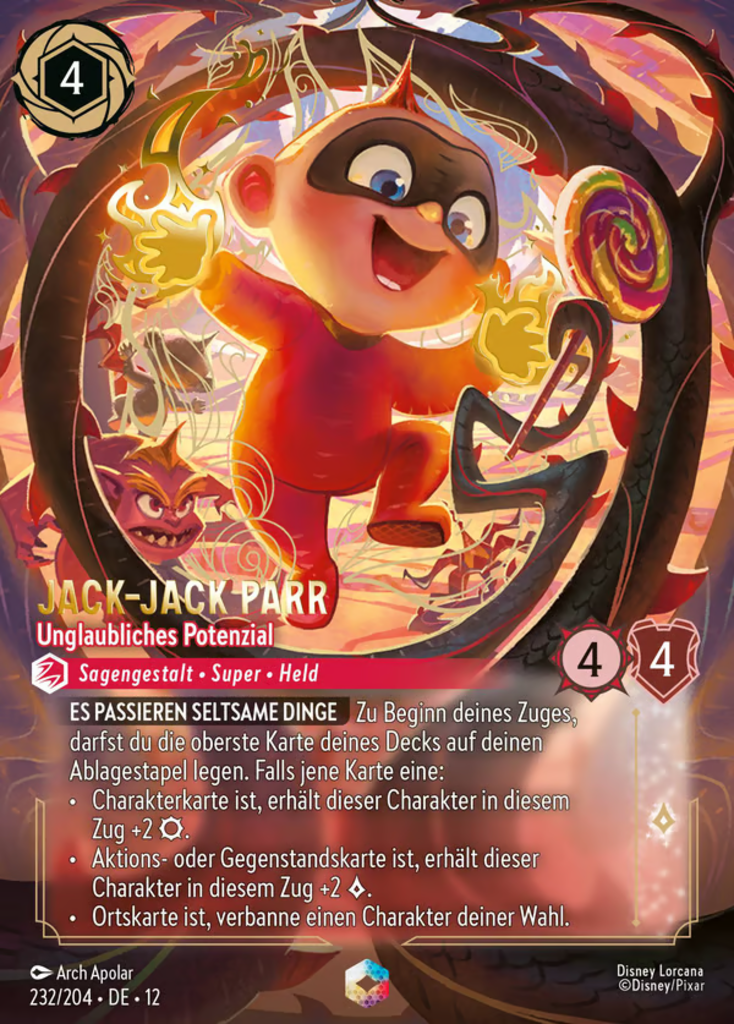 4
JACK-JACK PARR
Unglaubliches Potenzial
Sagengestalt • Super • Held
4 4
ES PASSIEREN SELTSAME DINGE Zu Beginn deines Zuges,
darfst du die oberste Karte deines Decks auf deinen
Ablagestapel legen. Falls jene Karte eine:
• Charakterkarte ist, erhält dieser Charakter in diesem
Zug +2 .
• Aktions- oder Gegenstandskarte ist, erhält dieser
Charakter in diesem Zug +2 .
• Ortskarte ist, verbanne einen Charakter deiner Wahl.
Arch Apolar
232/204 • DE • 12
Disney Lorcana
©Disney/Pixar